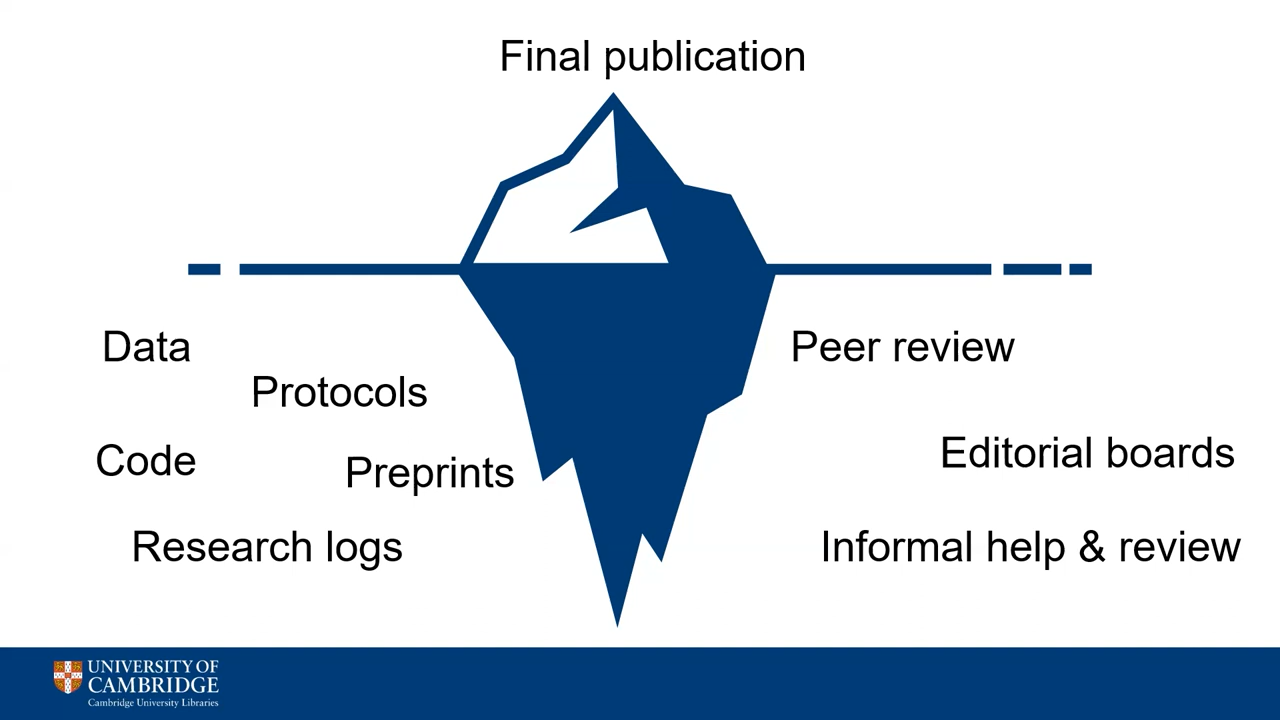 Final publication
Data
Peer review
Protocols
Code
Preprints
Editorial boards
Research logs
Informal help & review
UNIVERSITY OF
CAMBRIDGE
Cambridge University Libraries